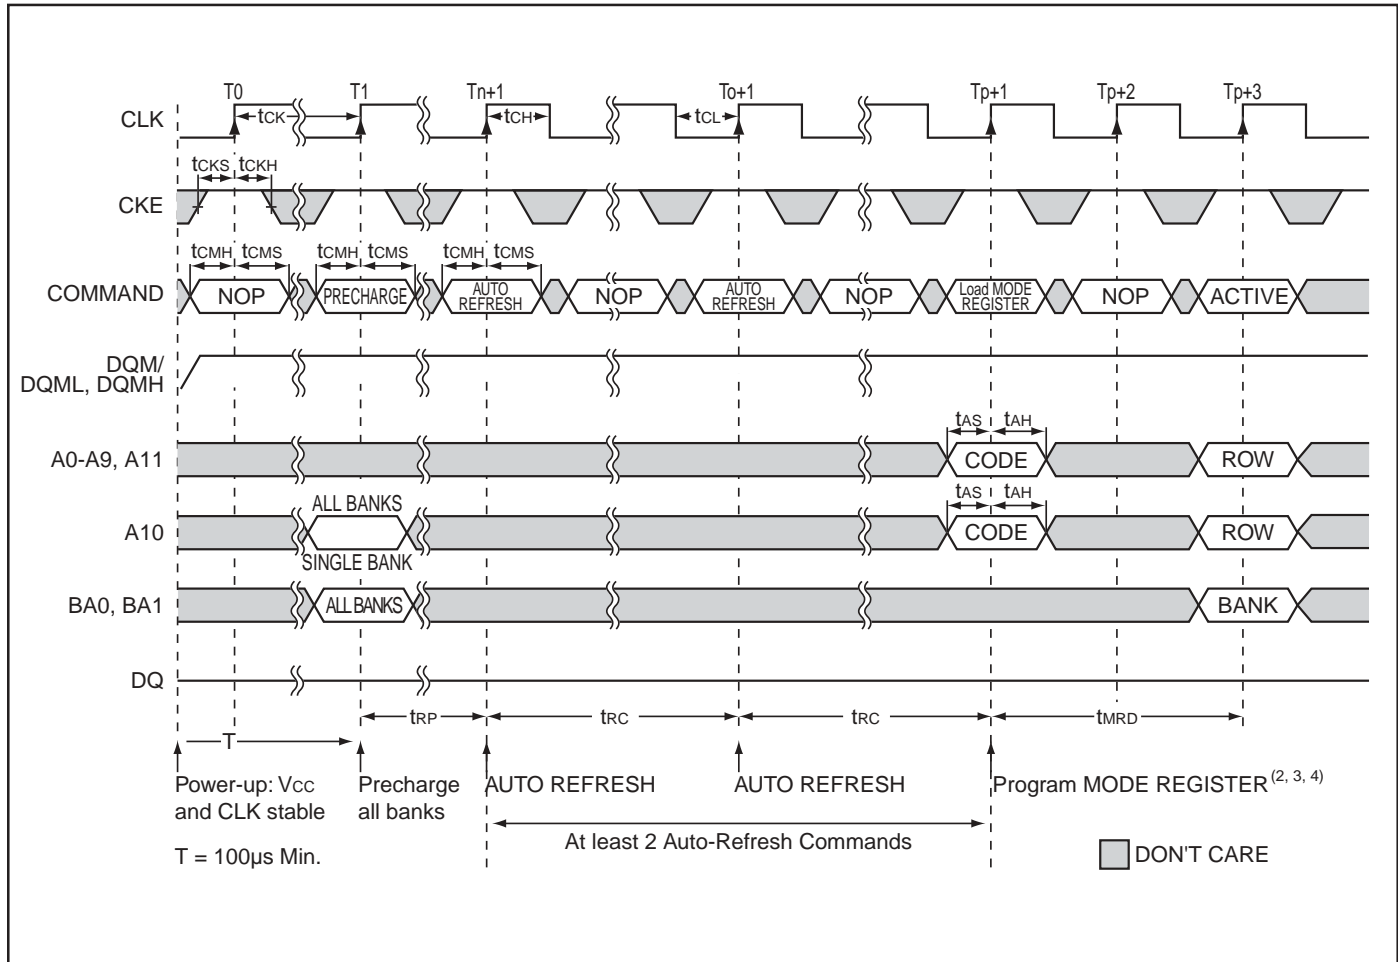 T0 T1 Tn+1 To+1 Tp+1 Tp+2 Tp+3
CLK tCK tCH tCL
tCKS tCKH
CKE
tCMH tCMS tCMH tCMS tCMH tCMS
COMMAND NOP PRECHARGE AUTO REFRESH NOP AUTO REFRESH NOP Load MODE REGISTER NOP ACTIVE
DQM/
DQML, DQMH
tAS tAH
A0-A9, A11 CODE ROW
ALL BANKS tAS tAH
A10 CODE ROW
SINGLE BANK
BA0, BA1 ALL BANKS BANK
DQ
tRP tRC tRC tMRD
T
Power-up: VCC Precharge AUTO REFRESH AUTO REFRESH Program MODE REGISTER (2, 3, 4)
and CLK stable all banks
At least 2 Auto-Refresh Commands
T = 100µs Min. DON'T CARE